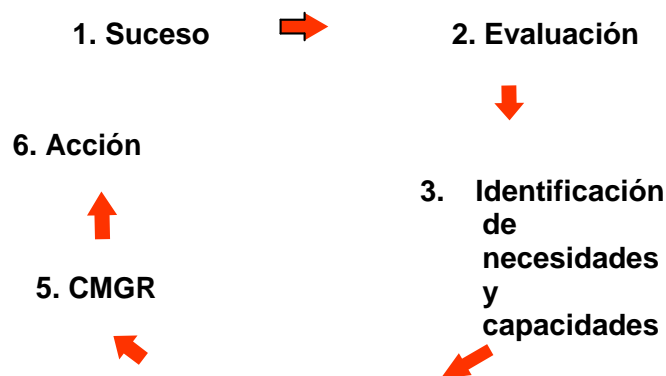 1. Suceso
2. Evaluación
6. Acción
3. Identificación
de
necesidades
y
capacidades
5. CMGR